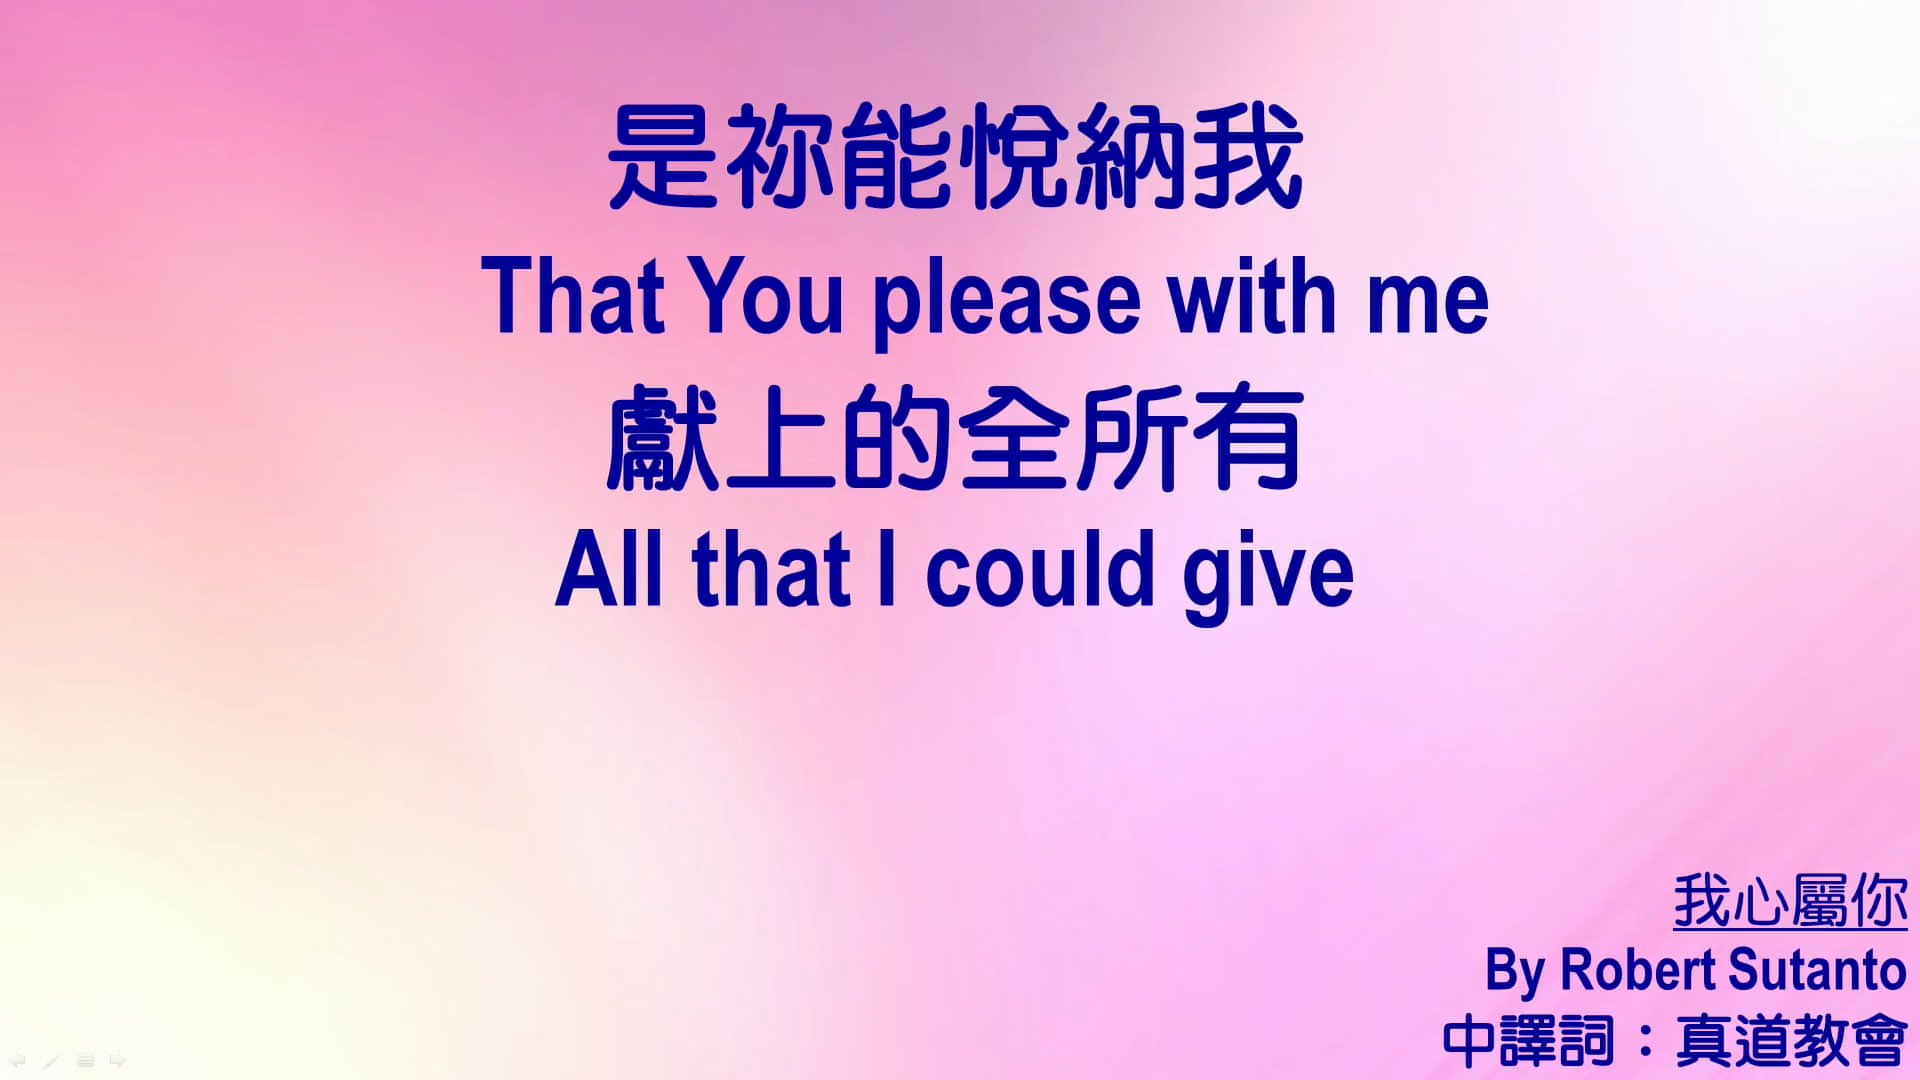 是祢能悅納我
That You please with me
獻上的全所有
All that I could give
我心屬你
By Robert Sutanto
中譯詞：真道教會